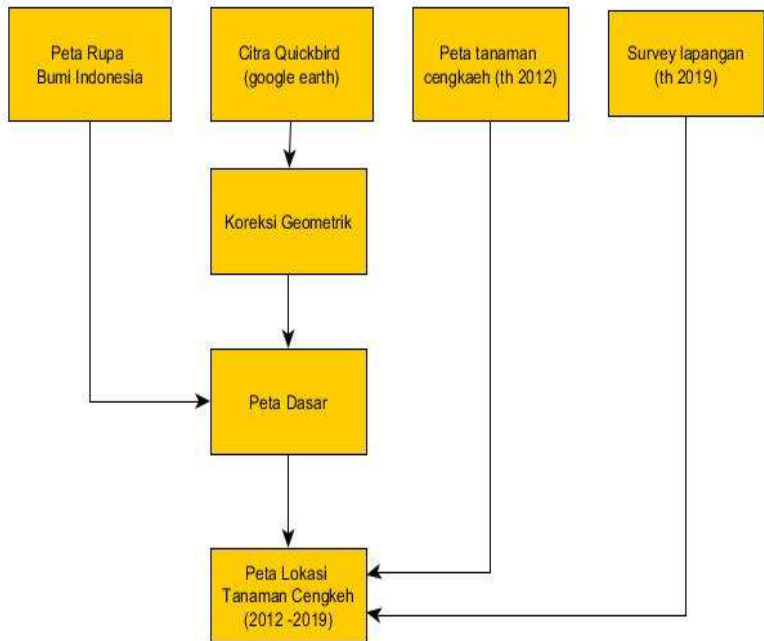 Peta Rupa
Bumi Indonesia
Citra Quickbird
(google earth)
Peta tanaman
cengkaeh (th 2012)
Survey lapangan
(th 2019)
Koreksi Geometrik
Peta Dasar
Peta Lokasi
Tanaman Cengkeh
(2012 -2019)